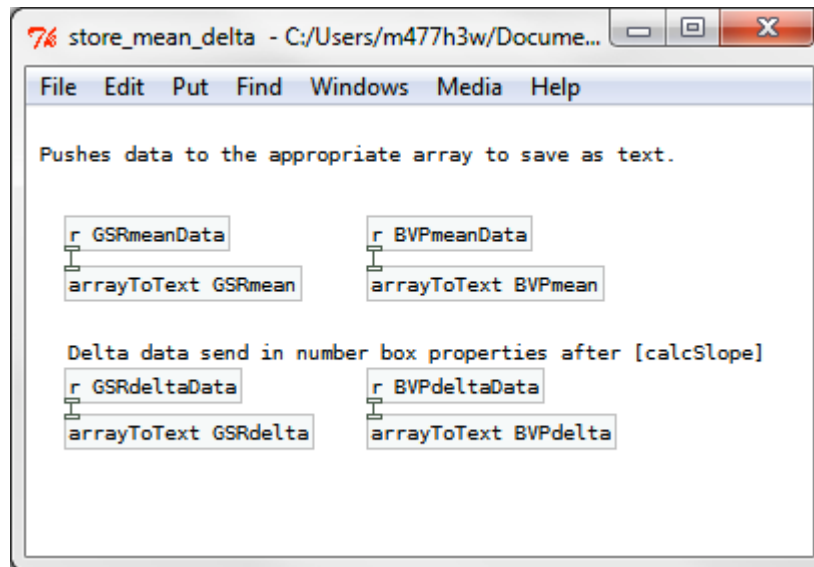 store_mean_delta - C:/Users/m477h3w/Docume...
File Edit Put Find Windows Media Help
Pushes data to the appropriate array to save as text.
r GSRmeanData r BVPmeanData
arrayToText GSRmean arrayToText BVPmean
Delta data send in number box properties after [calcSlope]
r GSRdeltaData r BVPdeltaData
arrayToText GSRdelta arrayToText BVPdelta